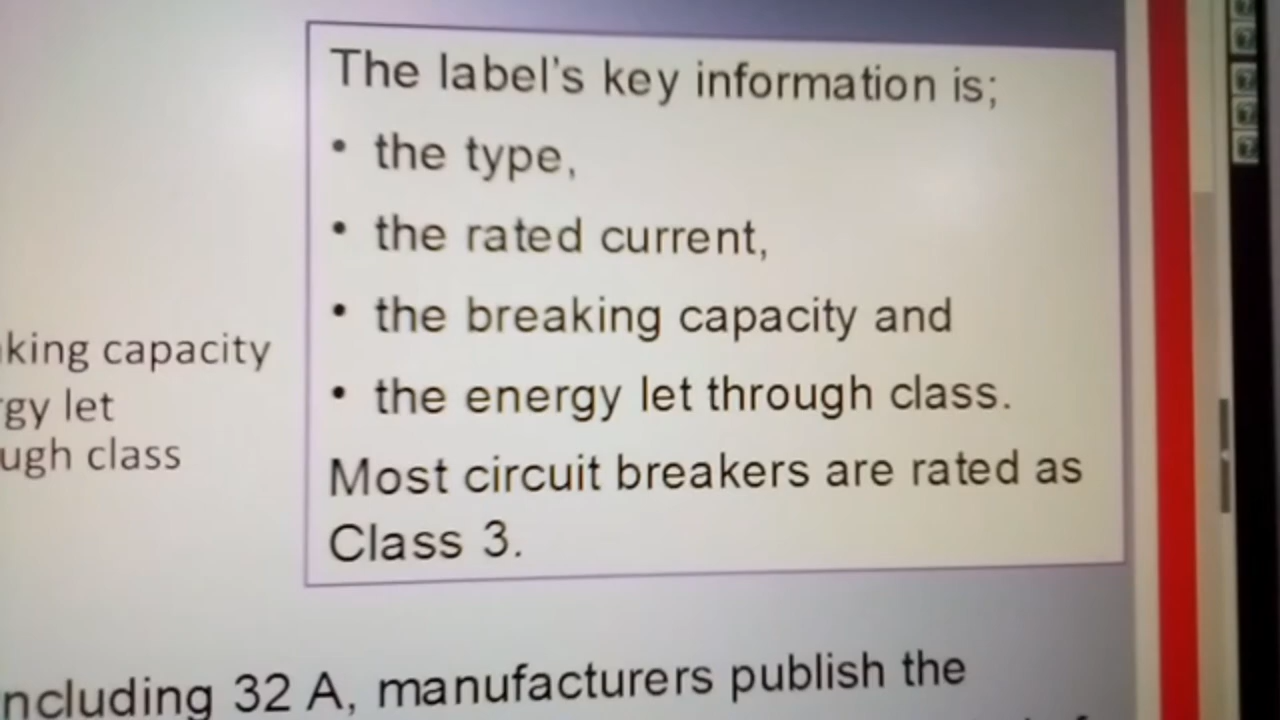 The label's key information is;
• the type,
• the rated current,
• the breaking capacity and
• the energy let through class.
Most circuit breakers are rated as
Class 3.
king capacity
gy let
ugh class
ncluding 32 A, manufacturers publish the